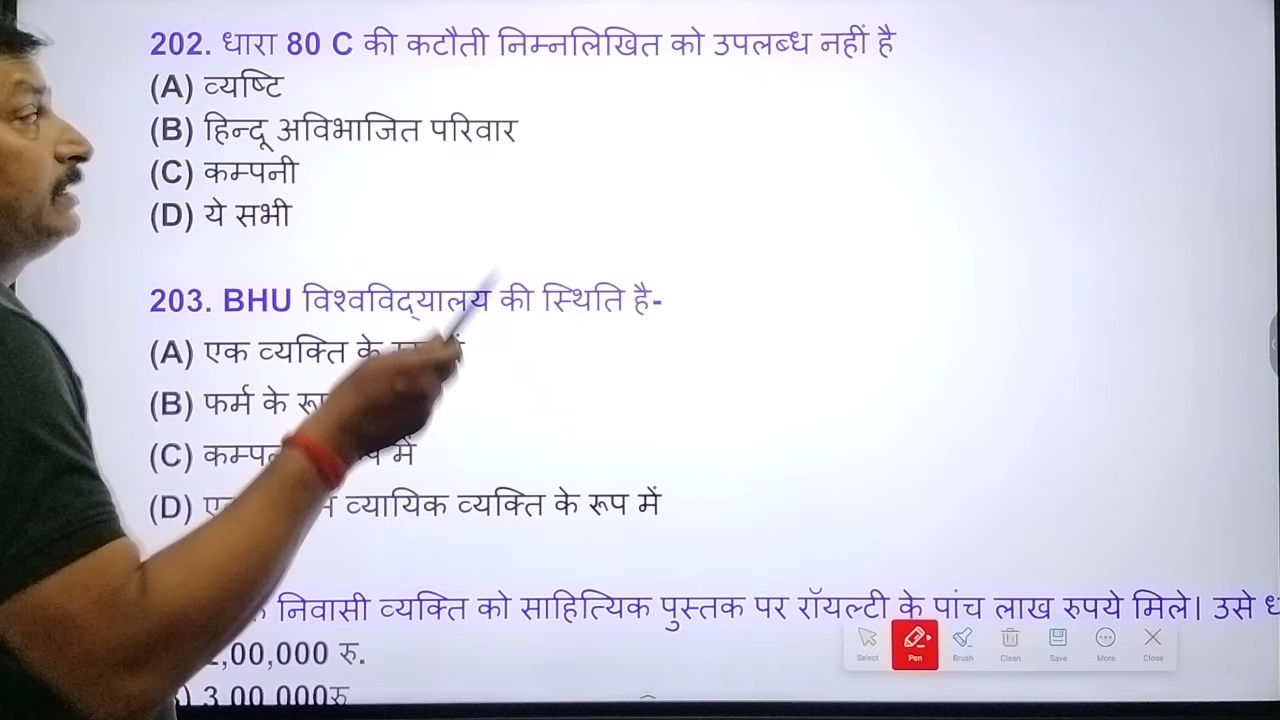 202. धारा 80 C की कटौती निम्नलिखित को उपलब्ध नहीं है
(A) व्यष्टि
(B) हिन्दू अविभाजित परिवार
(C) कम्पनी
(D) ये सभी
203. BHU विश्वविद्यालय की स्थिति है-
(A) एक व्यक्ति के में
(B) फर्म के
(C) में
(D) व्यायिक व्यक्ति के रूप में
निवासी व्यक्ति को साहित्यिक पुस्तक पर रॉयल्टी के पांच लाख रुपये मिले। उसे
,00,000 रु.
3,00,000रु
Select Pen Brush Clean Save More Close